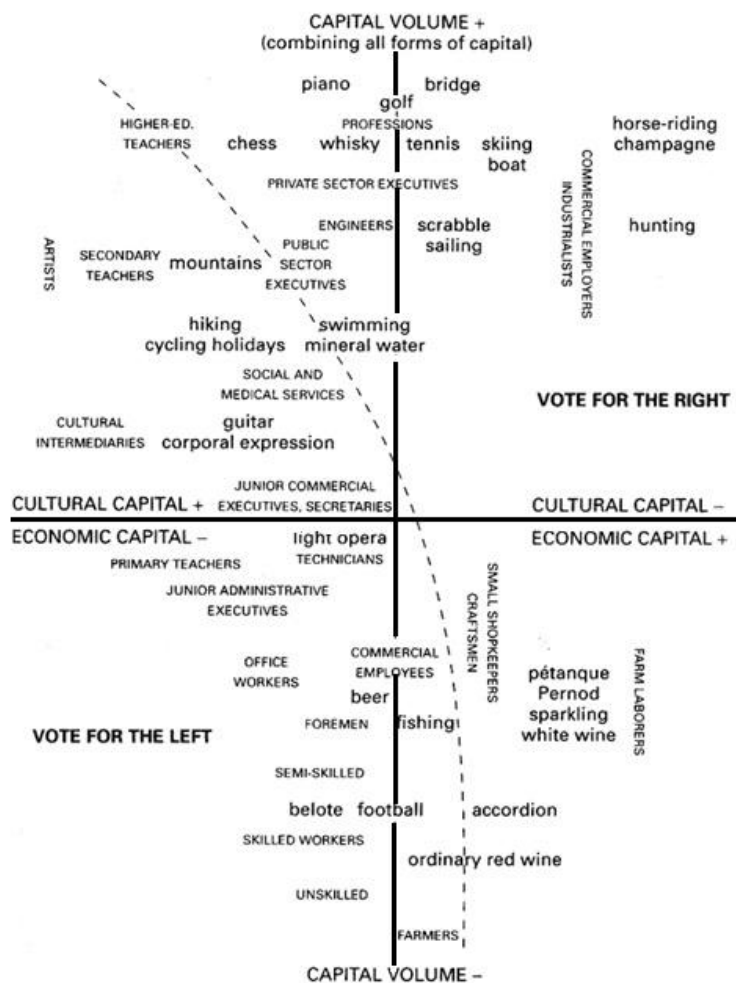 CAPITAL VOLUME +
(combining all forms of capital)
piano
bridge
golf
PROFESSIONS
HIGHER-ED.
TEACHERS
chess
whisky
tennis
skiing
boat
horse-riding
champagne
PRIVATE SECTOR EXECUTIVES
COMMERCIAL EMPLOYERS
INDUSTRIALISTS
ENGINEERS
scrabble
sailing
hunting
ARTISTS
SECONDARY
TEACHERS
mountains
PUBLIC
SECTOR
EXECUTIVES
hiking
cycling holidays
swimming
mineral water
SOCIAL AND
MEDICAL SERVICES
VOTE FOR THE RIGHT
CULTURAL
INTERMEDIARIES
guitar
corporal expression
JUNIOR COMMERCIAL
EXECUTIVES, SECRETARIES
CULTURAL CAPITAL +
CULTURAL CAPITAL –
ECONOMIC CAPITAL –
ECONOMIC CAPITAL +
light opera
TECHNICIANS
PRIMARY TEACHERS
JUNIOR ADMINISTRATIVE
EXECUTIVES
SMALL SHOPKEEPERS
CRAFTSMEN
OFFICE
WORKERS
COMMERCIAL
EMPLOYEES
pétanque
Pernod
sparkling
white wine
FARM LABORERS
beer
VOTE FOR THE LEFT
FOREMEN
fishing
SEMI-SKILLED
belote
football
accordion
SKILLED WORKERS
ordinary red wine
UNSKILLED
FARMERS
CAPITAL VOLUME –